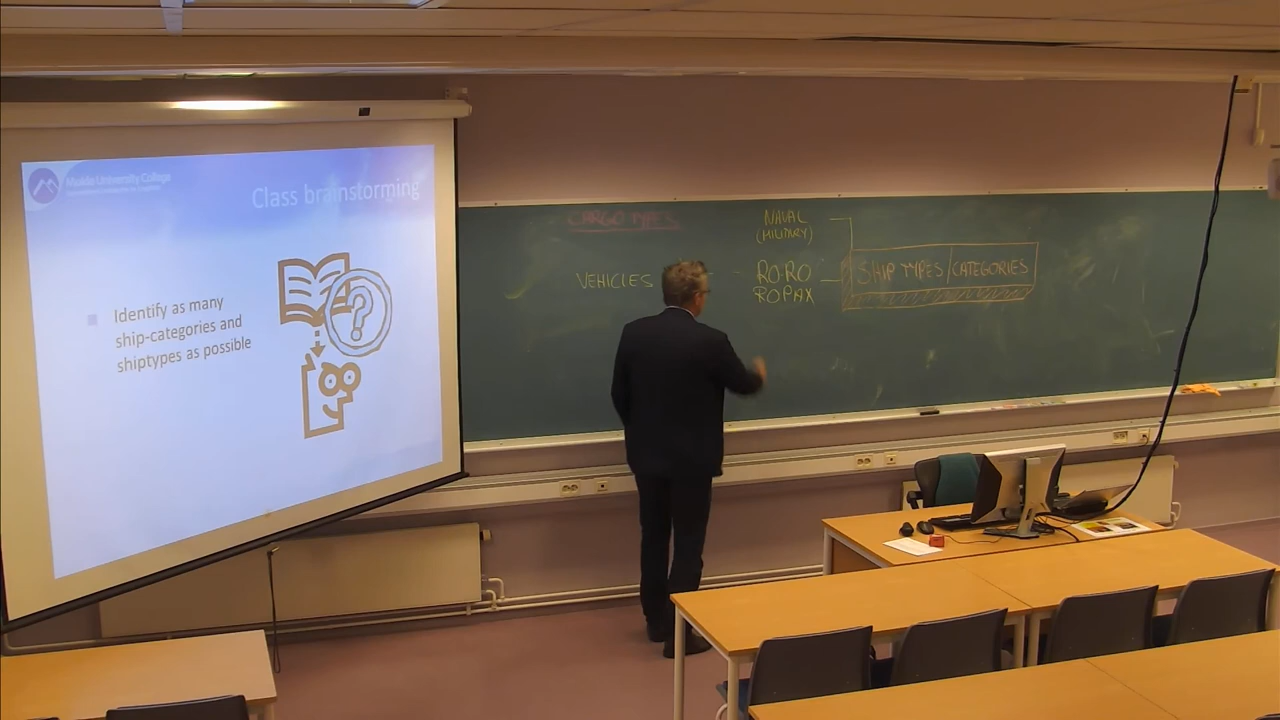 Molde University College
Class brainstorming
Identify as many
ship-categories and
shiptypes as possible
?
CARGO TYPES
NAVAL
(MILITARY)
VEHICLES
RO.RO
ROPAX
SHIP TYPES/CATEGORIES